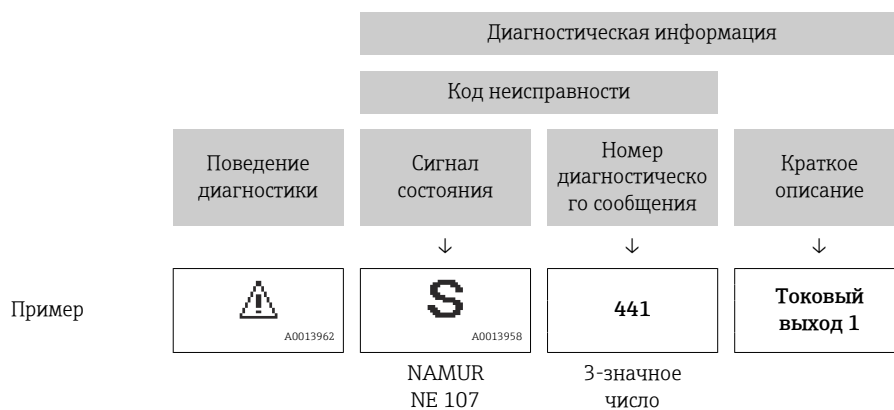 Диагностическая информация
Код неисправности
Поведение
диагностики
Сигнал
состояния
Номер
диагностическо
го сообщения
Краткое
описание
↓ ↓ ↓
Пример
A0013962
S
A0013958
441
Токовый
выход 1
NAMUR
NE 107
3-значное
число